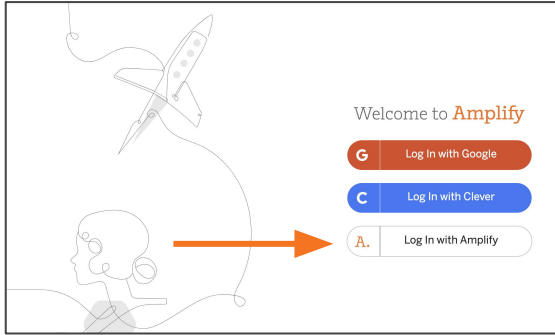 Welcome to Amplify
G Log In with Google
C Log In with Clever
A. Log In with Amplify